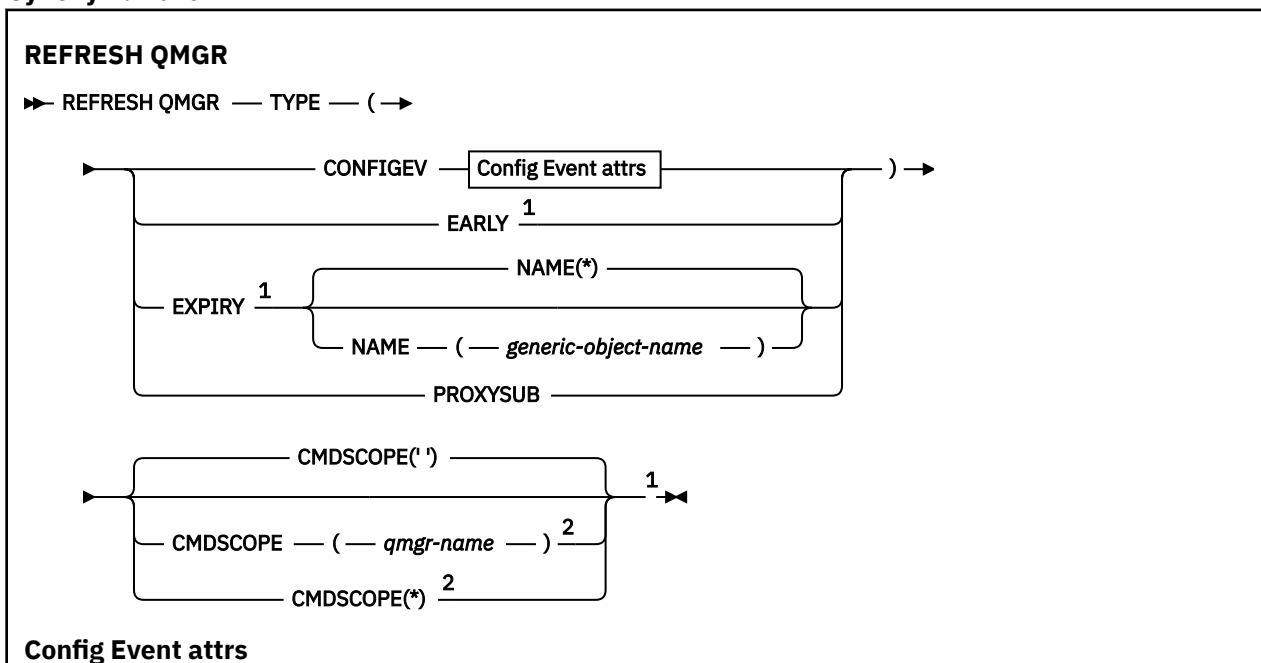 REFRESH QMGR
REFRESH QMGR TYPE (
CONFIGEV Config Event attrs )
EARLY 1
NAME(*)
EXPIRY 1
NAME ( generic-object-name )
PROXYSUB
CMDSCOPE(' ')
1
CMDSCOPE ( qmgr-name ) 2
CMDSCOPE(*) 2
Config Event attrs